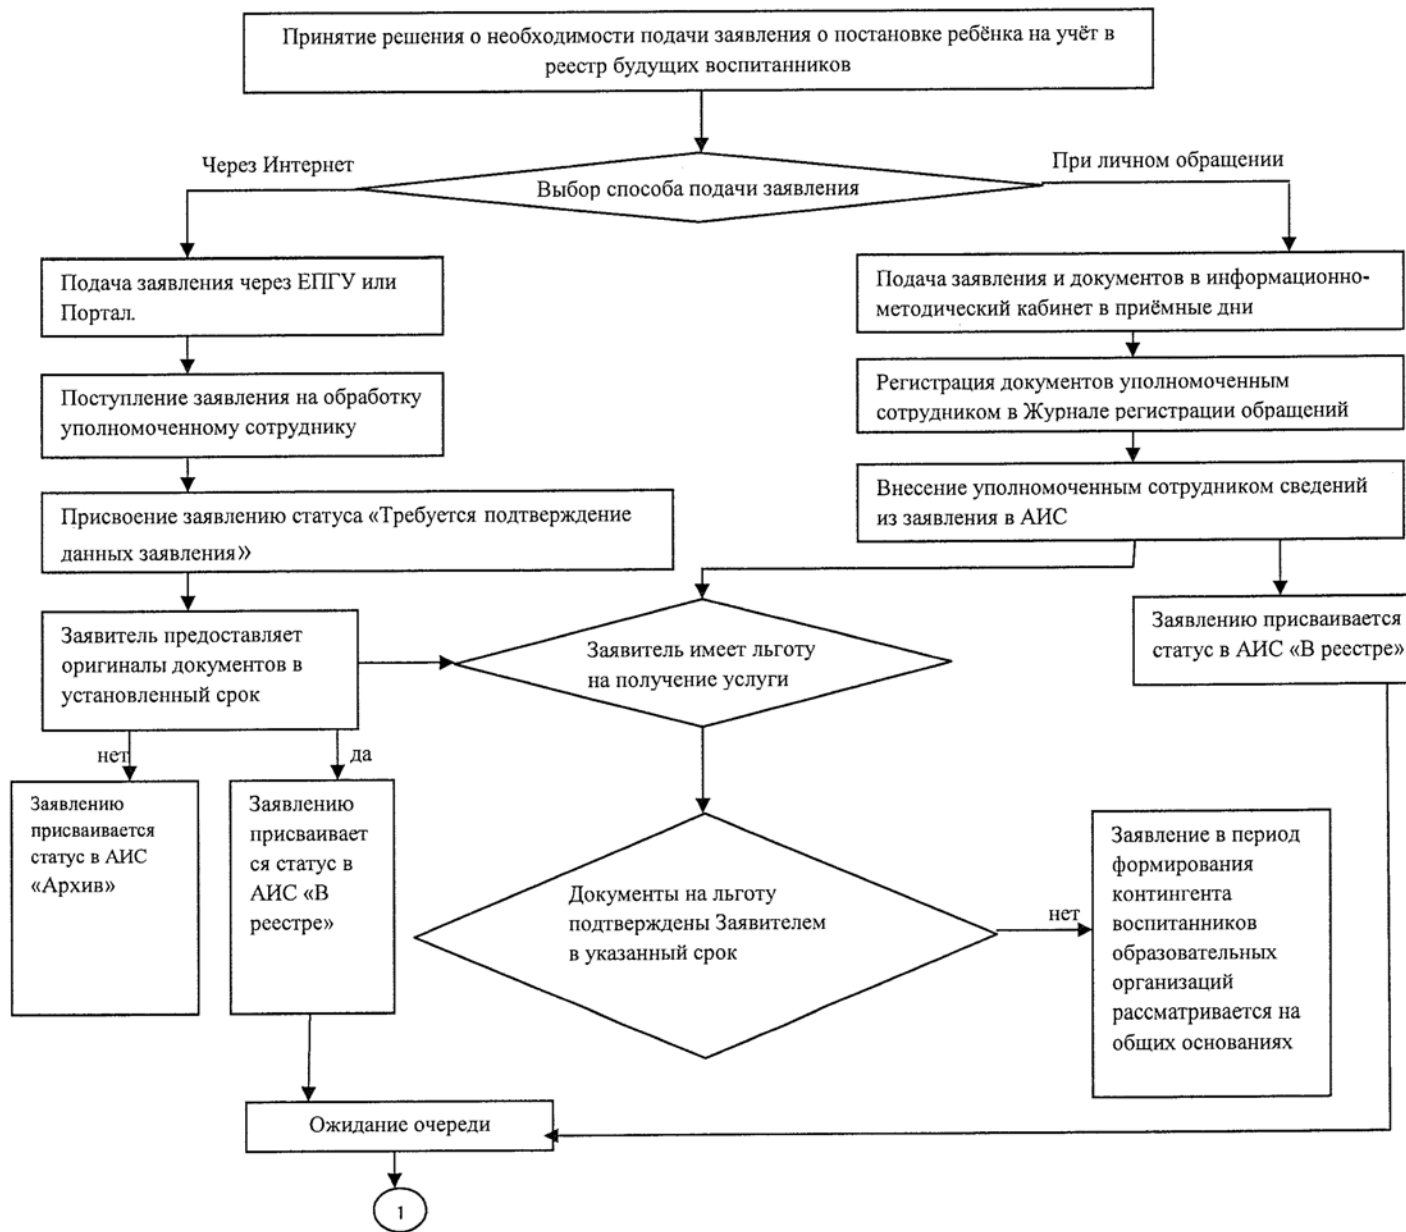 Принятие решения о необходимости подачи заявления о постановке ребёнка на учёт в
реестр будущих воспитанников
Через Интернет
При личном обращении
Выбор способа подачи заявления
Подача заявления через ЕПГУ или
Портал.
Подача заявления и документов в информационно-
методический кабинет в приёмные дни
Поступление заявления на обработку
уполномоченному сотруднику
Регистрация документов уполномоченным
сотрудником в Журнале регистрации обращений
Присвоение заявлению статуса «Требуется подтверждение
данных заявления»
Внесение уполномоченным сотрудником сведений
из заявления в АИС
Заявитель предоставляет
оригиналы документов в
установленный срок
Заявитель имеет льготу
на получение услуги
Заявлению присваивается
статус в АИС «В реестре»
нет
да
Заявлению
присваивается
статус в АИС
«Архив»
Заявлению
присваивает
ся статус в
АИС «В
реестре»
Документы на льготу
подтверждены Заявителем
в указанный срок
нет
Заявление в период
формирования
контингента
воспитанников
образовательных
организаций
рассматривается на
общих основаниях
Ожидание очереди
1